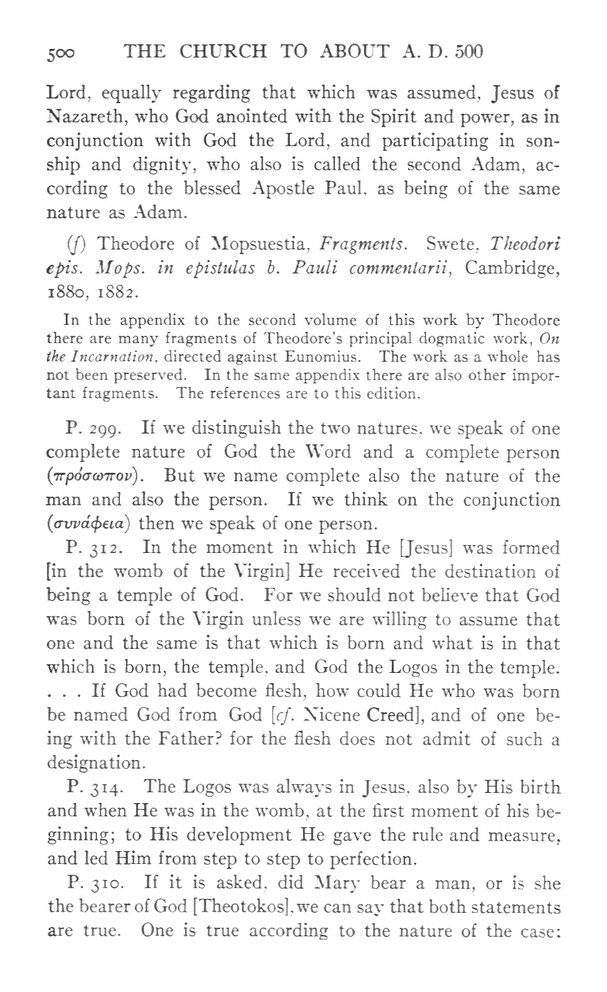 500 THE CHURCH TO ABOUT A. D. 500
Lord, equally regarding that which was assumed, Jesus of
Nazareth, who God anointed with the Spirit and power, as in
conjunction with God the Lord, and participating in son-
ship and dignity, who also is called the second Adam, ac-
cording to the blessed Apostle Paul, as being of the same
nature as Adam.
(f) Theodore of Mopsuestia, Fragments. Swete, Theodori
epis. Mops. in epistulas b. Pauli commentarii, Cambridge,
1880, 1882.
In the appendix to the second volume of this work by Theodore
there are many fragments of Theodore's principal dogmatic work, On
the Incarnation, directed against Eunomius. The work as a whole has
not been preserved. In the same appendix there are also other impor-
tant fragments. The references are to this edition.
P. 299. If we distinguish the two natures, we speak of one
complete nature of God the Word and a complete person
(πρόσωπον). But we name complete also the nature of the
man and also the person. If we think on the conjunction
(συνάφεια) then we speak of one person.
P. 312. In the moment in which He [Jesus] was formed
[in the womb of the Virgin] He received the destination of
being a temple of God. For we should not believe that God
was born of the Virgin unless we are willing to assume that
one and the same is that which is born and what is in that
which is born, the temple, and God the Logos in the temple.
. . . If God had become flesh, how could He who was born
be named God from God [cf. Nicene Creed], and of one be-
ing with the Father? for the flesh does not admit of such a
designation.
P. 314. The Logos was always in Jesus, also by His birth
and when He was in the womb, at the first moment of his be-
ginning; to His development He gave the rule and measure,
and led Him from step to step to perfection.
P. 310. If it is asked, did Mary bear a man, or is she
the bearer of God [Theotokos], we can say that both statements
are true. One is true according to the nature of the case;